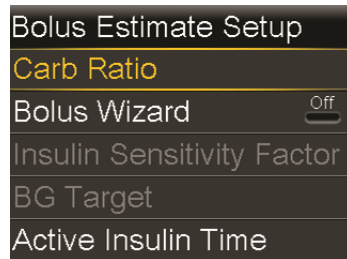 Bolus Estimate Setup
Carb Ratio
Bolus Wizard Off
Insulin Sensitivity Factor
BG Target
Active Insulin Time